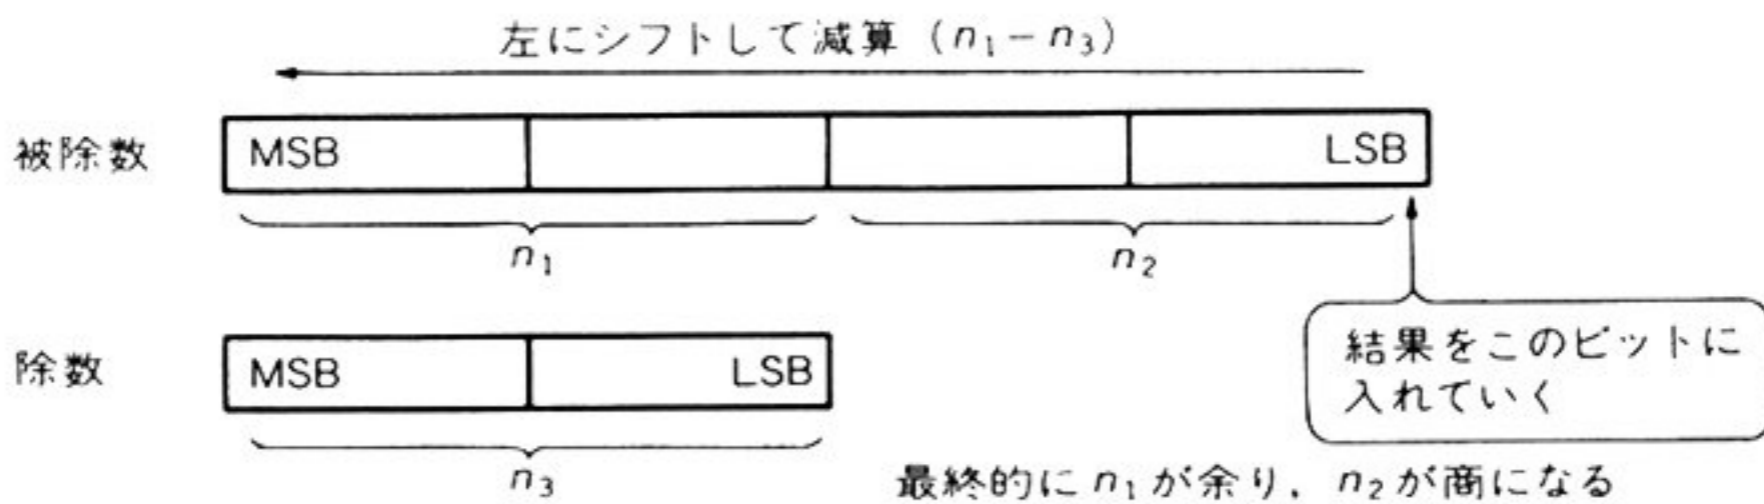 左にシフトして減算（n₁−n₃）
被除数 MSB LSB
n₁ n₂
除数 MSB LSB
結果をこのビットに
入れていく
n₃
最終的にn₁が余り，n₂が商になる